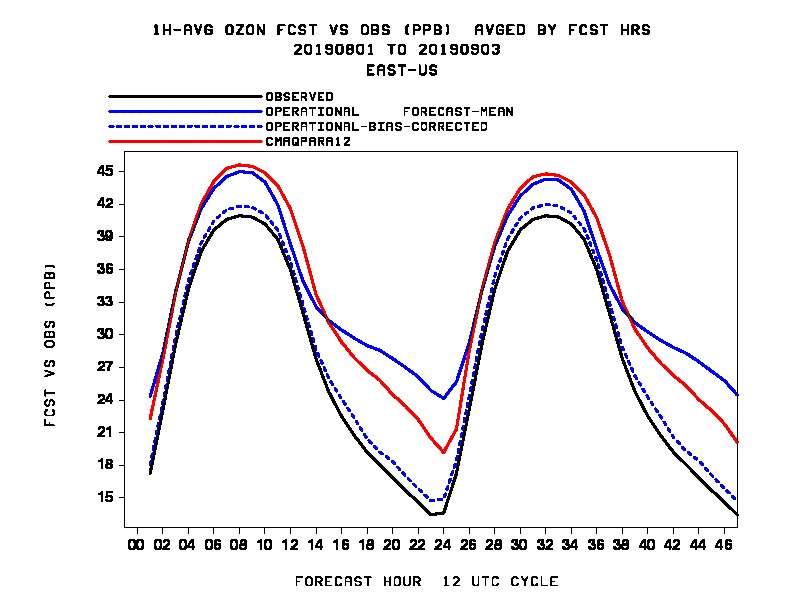 1H-AVG OZON FCST VS OBS (PPB)  AVGED BY FCST HRS
20190801 TO 20190903
EAST-US
OBSERVED
OPERATIONAL     FORECAST-MEAN
OPERATIONAL-BIAS-CORRECTED
CMAQPARA12
45
42
39
36
33
30
27
24
21
18
15
FCST VS OBS (PPB)
00 02 04 06 08 10 12 14 16 18 20 22 24 26 28 30 32 34 36 38 40 42 44 46
FORECAST HOUR  12 UTC CYCLE